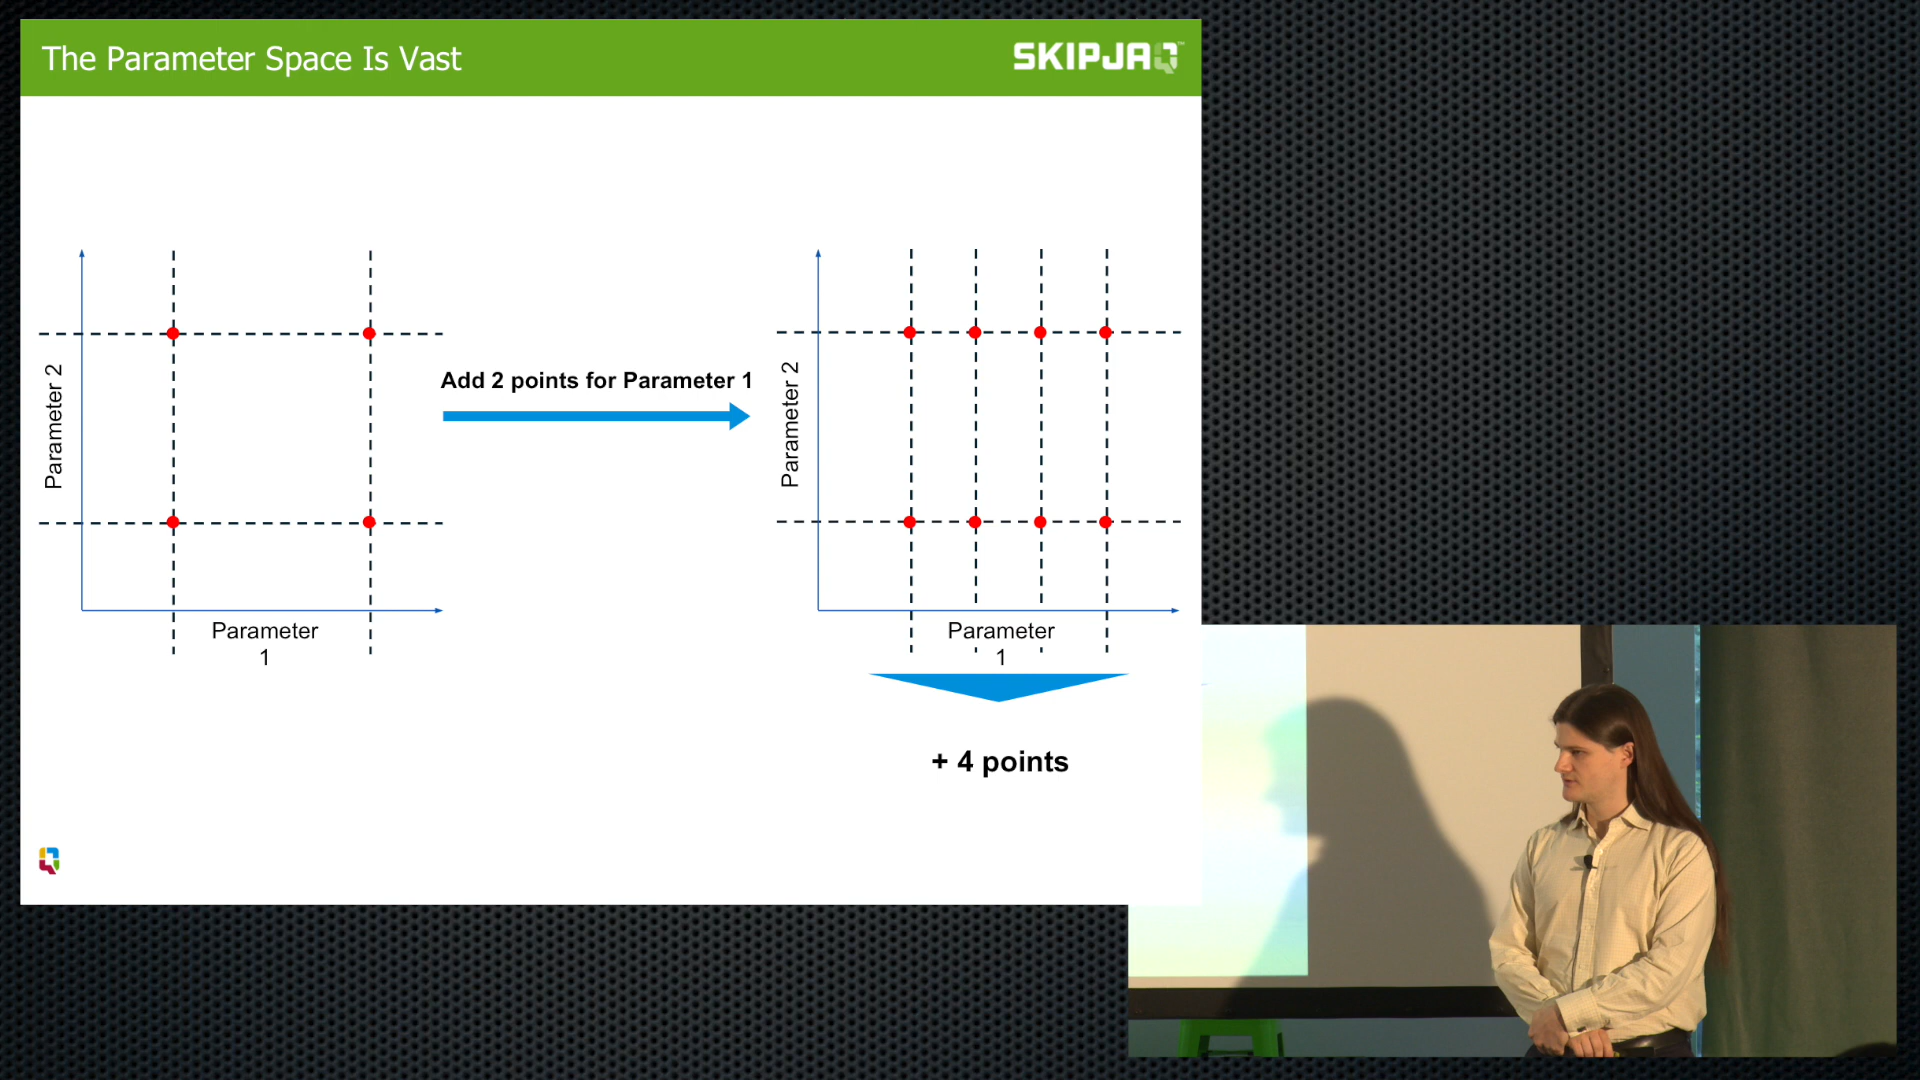 The Parameter Space Is Vast
SKIPJAQ
Parameter 2
Parameter
1
Add 2 points for Parameter 1
Parameter 2
Parameter
1
+ 4 points